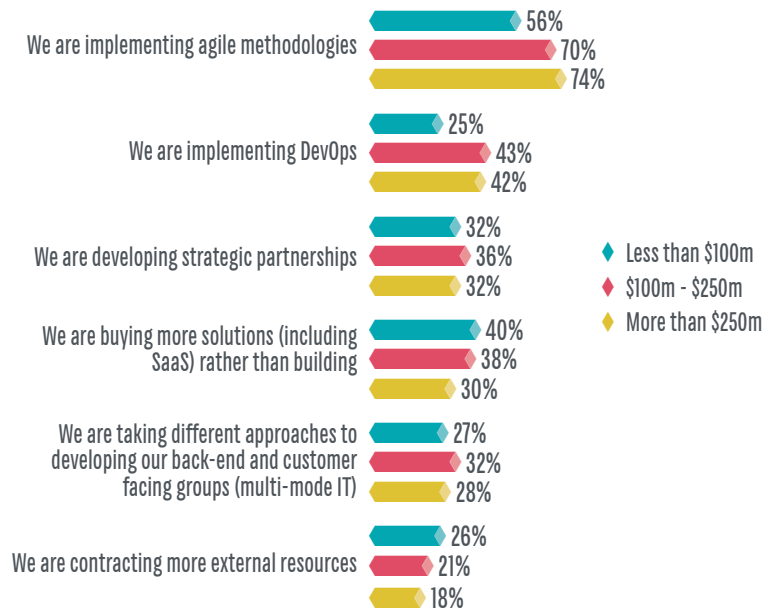 We are implementing agile methodologies
56%
70%
74%
We are implementing DevOps
25%
43%
42%
We are developing strategic partnerships
32%
36%
32%
We are buying more solutions (including
SaaS) rather than building
40%
38%
30%
We are taking different approaches to
developing our back-end and customer
facing groups (multi-mode IT)
27%
32%
28%
We are contracting more external resources
26%
21%
18%
Less than $100m
$100m - $250m
More than $250m